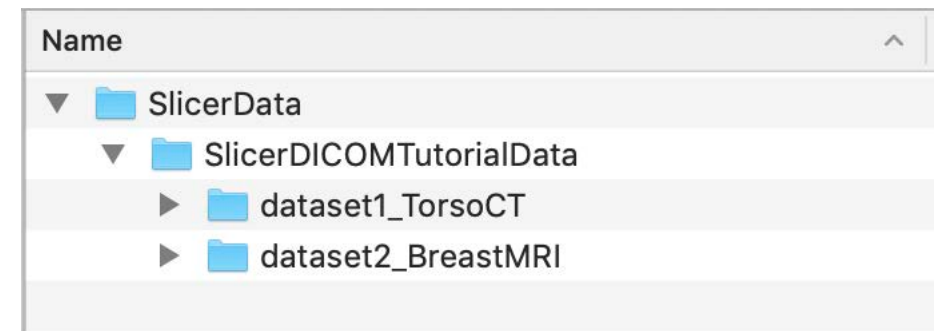 Name
SlicerData
SlicerDICOMTutorialData
dataset1_TorsoCT
dataset2_BreastMRI